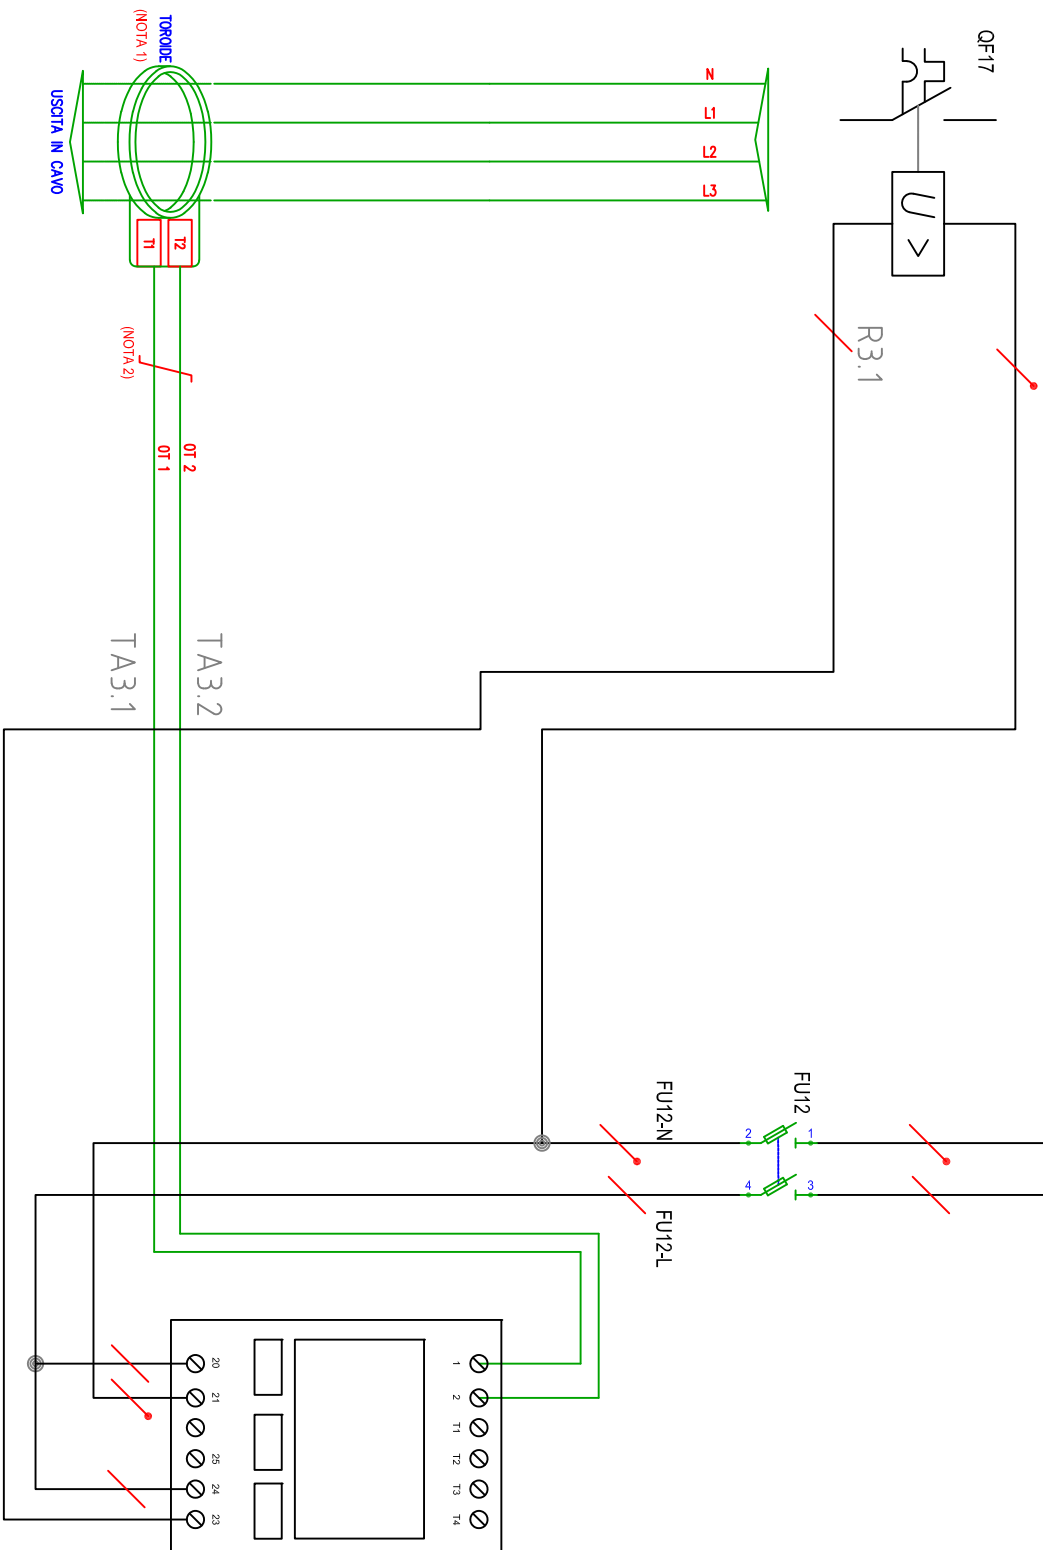 QF17
U >
R3.1
TOROIDE
(NOTA 1)
USCITA IN CAVO
N
L1
L2
L3
T2
T1
(NOTA 2)
OT 2
OT 1
TA3.2
TA3.1
FU12
FU12-N
FU12-L
2
1
4
3
1
2
T1
T2
T3
T4
20
21
25
24
23